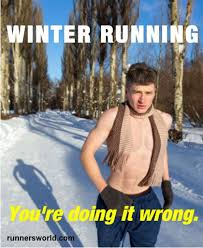 WINTER RUNNING
You're doing it wrong.
runnersworld.com